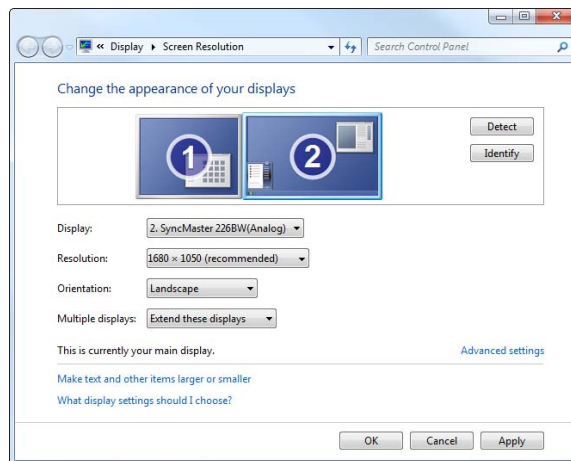 « Display ▸ Screen Resolution
Search Control Panel
Change the appearance of your displays
1
2
Detect
Identify
Display: 2. SyncMaster 226BW(Analog)
Resolution: 1680 × 1050 (recommended)
Orientation: Landscape
Multiple displays: Extend these displays
This is currently your main display. Advanced settings
Make text and other items larger or smaller
What display settings should I choose?
OK Cancel Apply